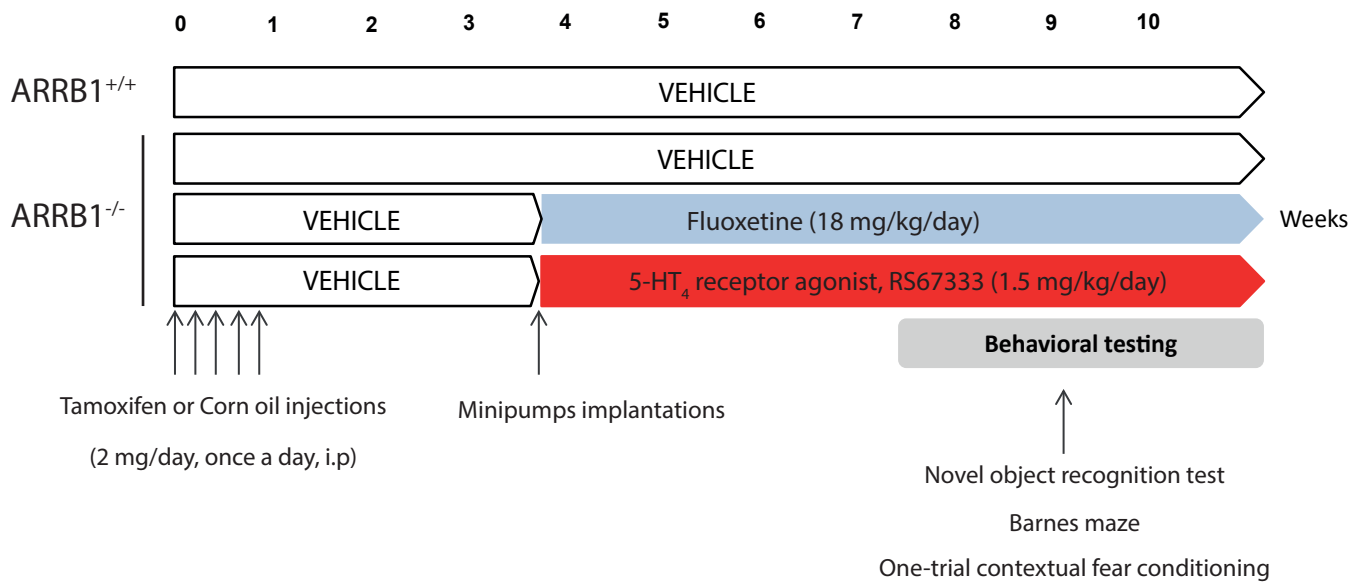 0 1 2 3 4 5 6 7 8 9 10
ARRB1+/+
VEHICLE
VEHICLE
ARRB1-/-
VEHICLE
Fluoxetine (18 mg/kg/day)
Weeks
VEHICLE
5-HT4 receptor agonist, RS67333 (1.5 mg/kg/day)
Behavioral testing
Tamoxifen or Corn oil injections
(2 mg/day, once a day, i.p)
Minipumps implantations
Novel object recognition test
Barnes maze
One-trial contextual fear conditioning